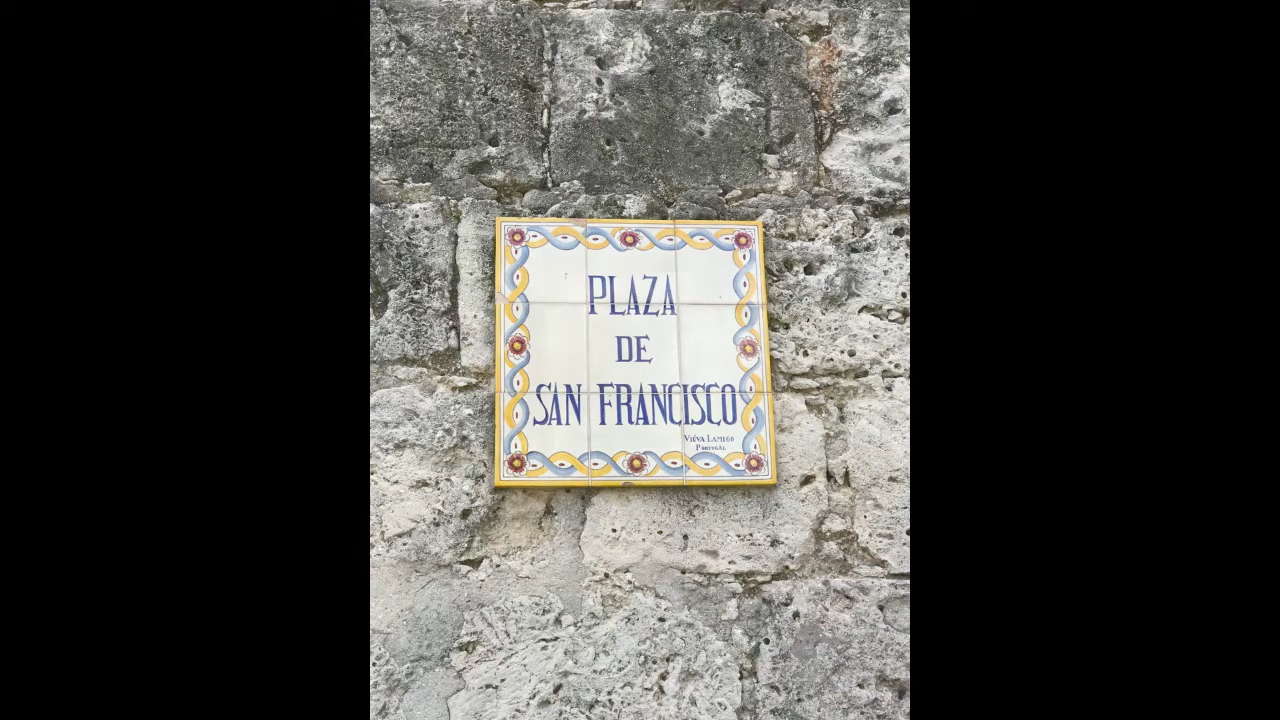 PLAZA
DE
SAN FRANCISCO
VIÚVA LAMEGO
PORTUGAL